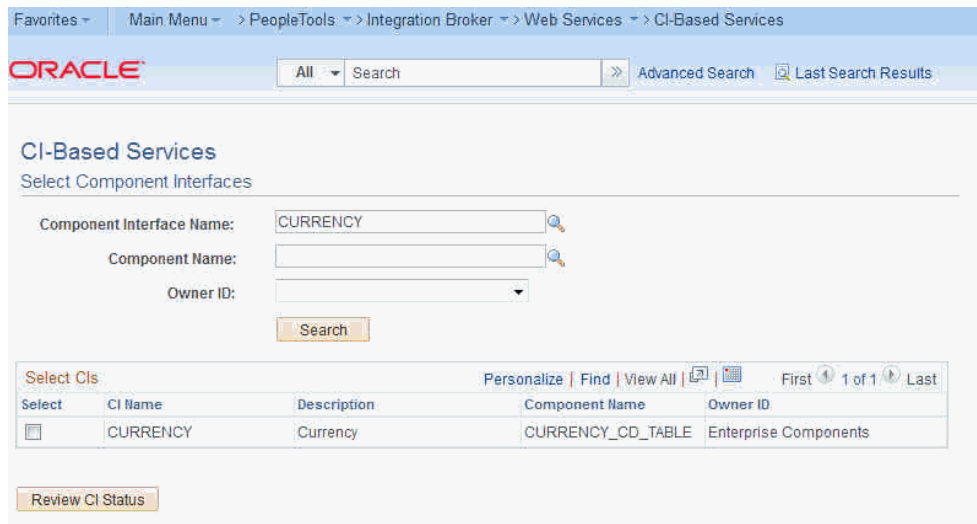 Favorites Main Menu > PeopleTools > Integration Broker > Web Services > CI-Based Services
ORACLE All Search » Advanced Search Last Search Results
CI-Based Services
Select Component Interfaces
Component Interface Name: CURRENCY
Component Name:
Owner ID:
Search
Select CIs Personalize | Find | View All | | First 1 of 1 Last
Select CI Name Description Component Name Owner ID
CURRENCY Currency CURRENCY_CD_TABLE Enterprise Components
Review CI Status